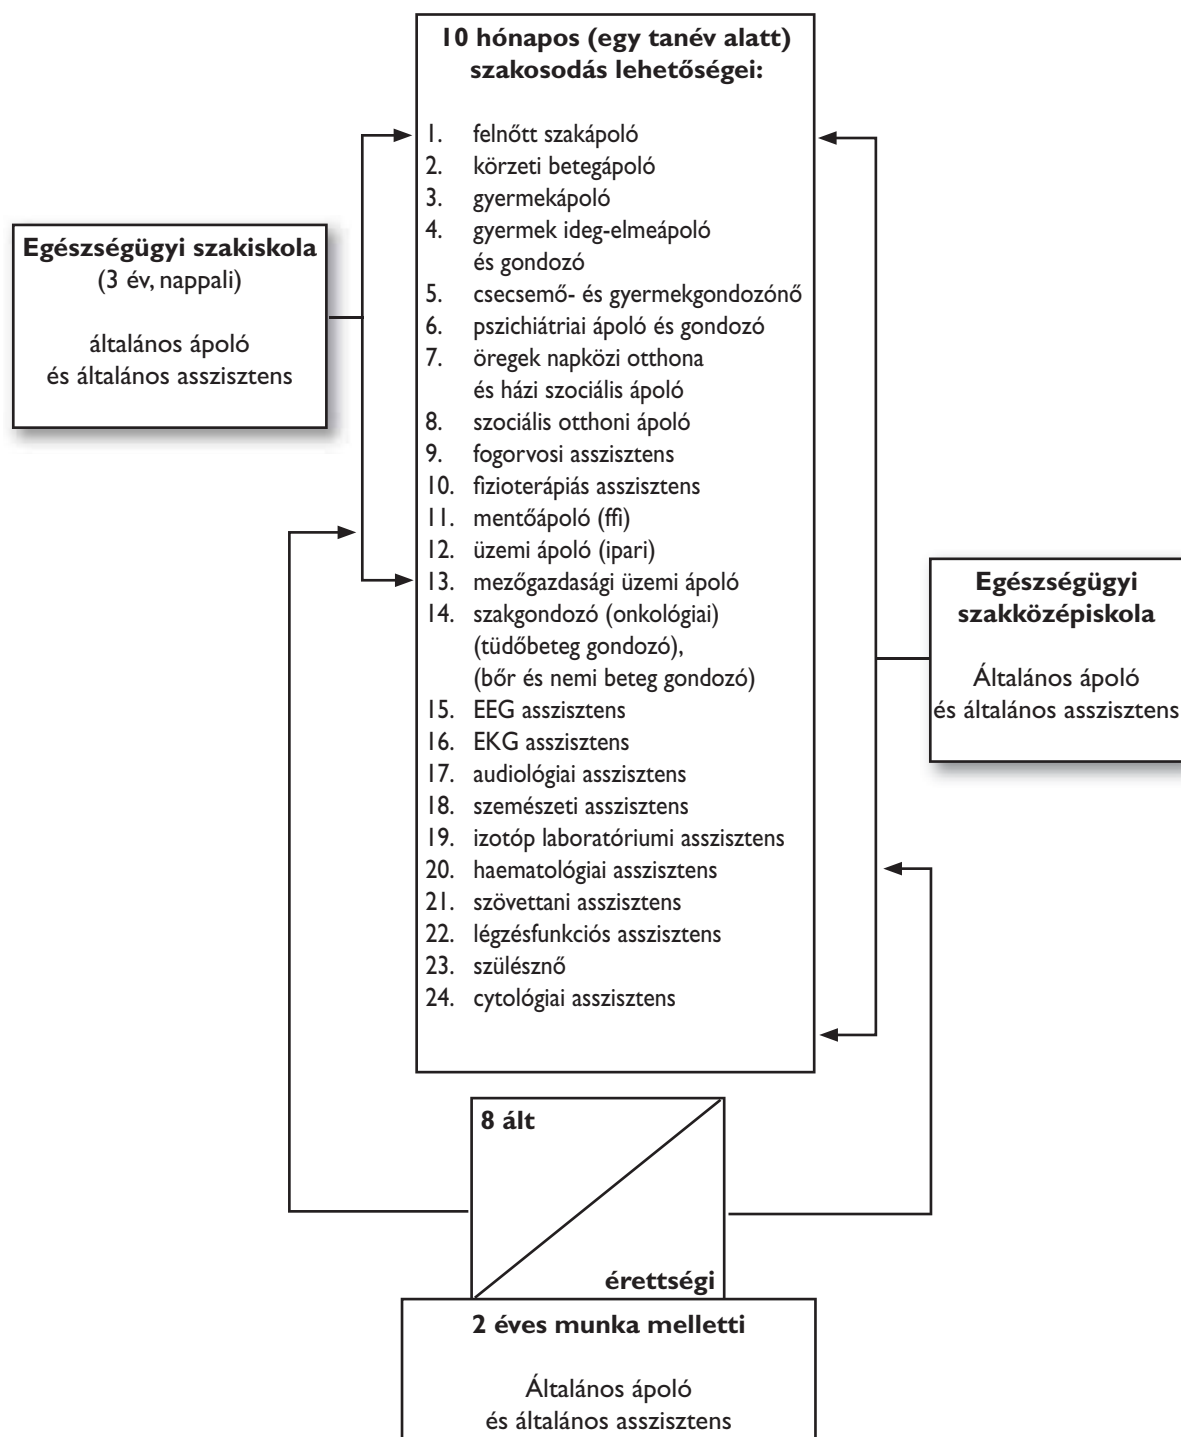 10 hónapos (egy tanév alatt)
szakosodás lehetőségei:
1. felnőtt szakápoló
2. körzeti betegápoló
3. gyermekápoló
4. gyermek ideg-elmeápoló
és gondozó
5. csecsemő- és gyermekgondozónő
6. pszichiátriai ápoló és gondozó
7. öregek napközi otthona
és házi szociális ápoló
8. szociális otthoni ápoló
9. fogorvosi asszisztens
10. fizioterápiás asszisztens
11. mentőápoló (ffi)
12. üzemi ápoló (ipari)
13. mezőgazdasági üzemi ápoló
14. szakgondozó (onkológiai)
(tüdőbeteg gondozó),
(bőr és nemi beteg gondozó)
15. EEG asszisztens
16. EKG asszisztens
17. audiológiai asszisztens
18. szemészeti asszisztens
19. izotóp laboratóriumi asszisztens
20. haematológiai asszisztens
21. szövettani asszisztens
22. légzésfunkciós asszisztens
23. szülésznő
24. cytológiai asszisztens
Egészségügyi szakiskola
(3 év, nappali)
általános ápoló
és általános asszisztens
Egészségügyi
szakközépiskola
Általános ápoló
és általános asszisztens
8 ált
érettségi
2 éves munka melletti
Általános ápoló
és általános asszisztens